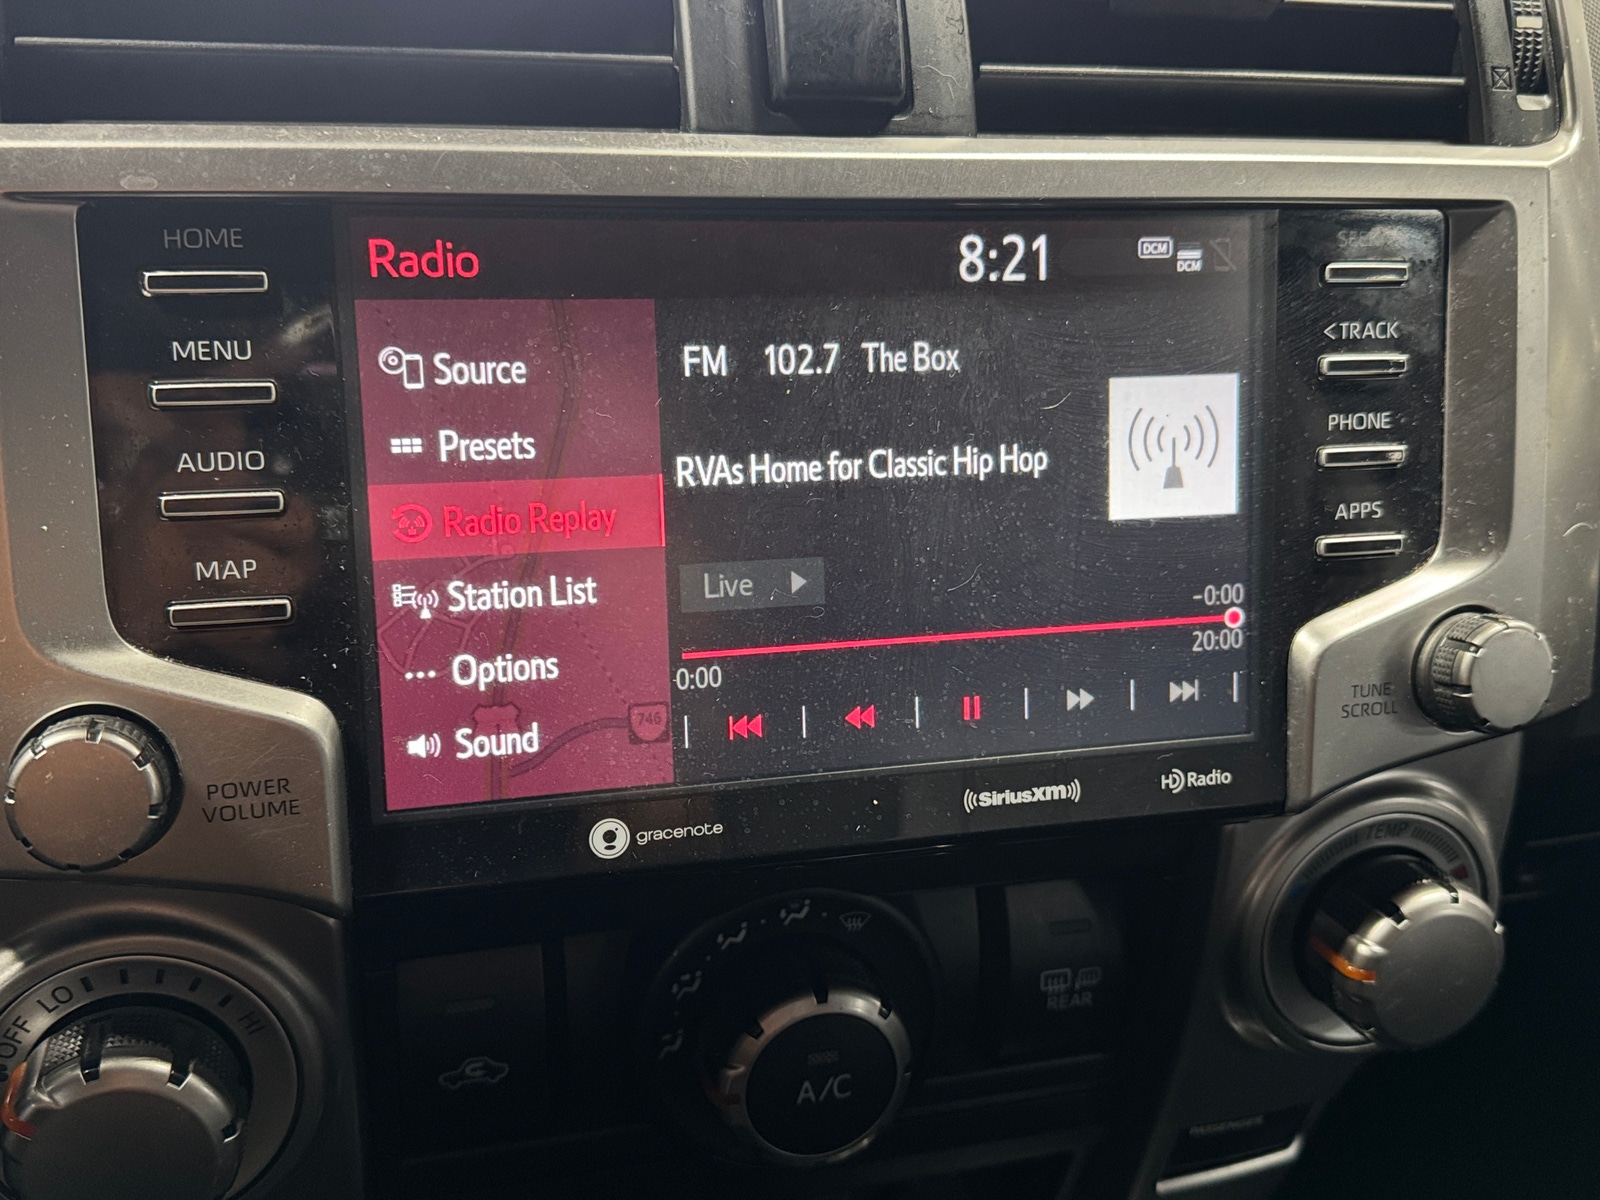 HOME
MENU
AUDIO
MAP
POWER
VOLUME
Radio
8:21
DCM
DCM
Source
Presets
Radio Replay
Station List
Options
Sound
746
FM 102.7 The Box
RVAs Home for Classic Hip Hop
Live
-0:00
20:00
0:00
gracenote
((SiriusXM))
HD Radio
<TRACK
PHONE
APPS
TUNE
SCROLL
TEMP
OFF LO HI
A/C
REAR